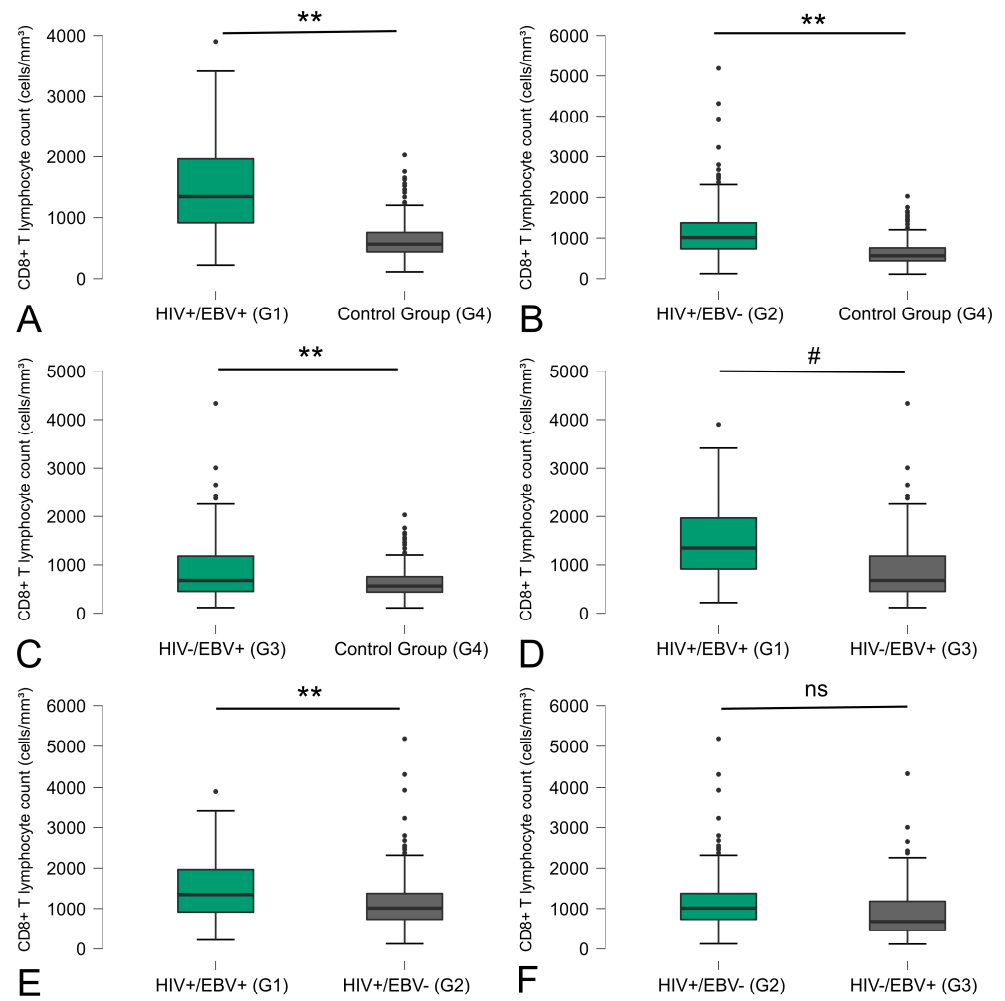 **
**
CD8+ T lymphocyte count (cells/mm³)
4000
3000
2000
1000
0
HIV+/EBV+ (G1)
Control Group (G4)
A
CD8+ T lymphocyte count (cells/mm³)
6000
5000
4000
3000
2000
1000
0
HIV+/EBV- (G2)
Control Group (G4)
B
**
#
CD8+ T lymphocyte count (cells/mm³)
5000
4000
3000
2000
1000
0
HIV-/EBV+ (G3)
Control Group (G4)
C
CD8+ T lymphocyte count (cells/mm³)
5000
4000
3000
2000
1000
0
HIV+/EBV+ (G1)
HIV-/EBV+ (G3)
D
**
ns
CD8+ T lymphocyte count (cells/mm³)
6000
5000
4000
3000
2000
1000
0
HIV+/EBV+ (G1)
HIV+/EBV- (G2)
E
CD8+ T lymphocyte count (cells/mm³)
6000
5000
4000
3000
2000
1000
0
HIV+/EBV- (G2)
HIV-/EBV+ (G3)
F